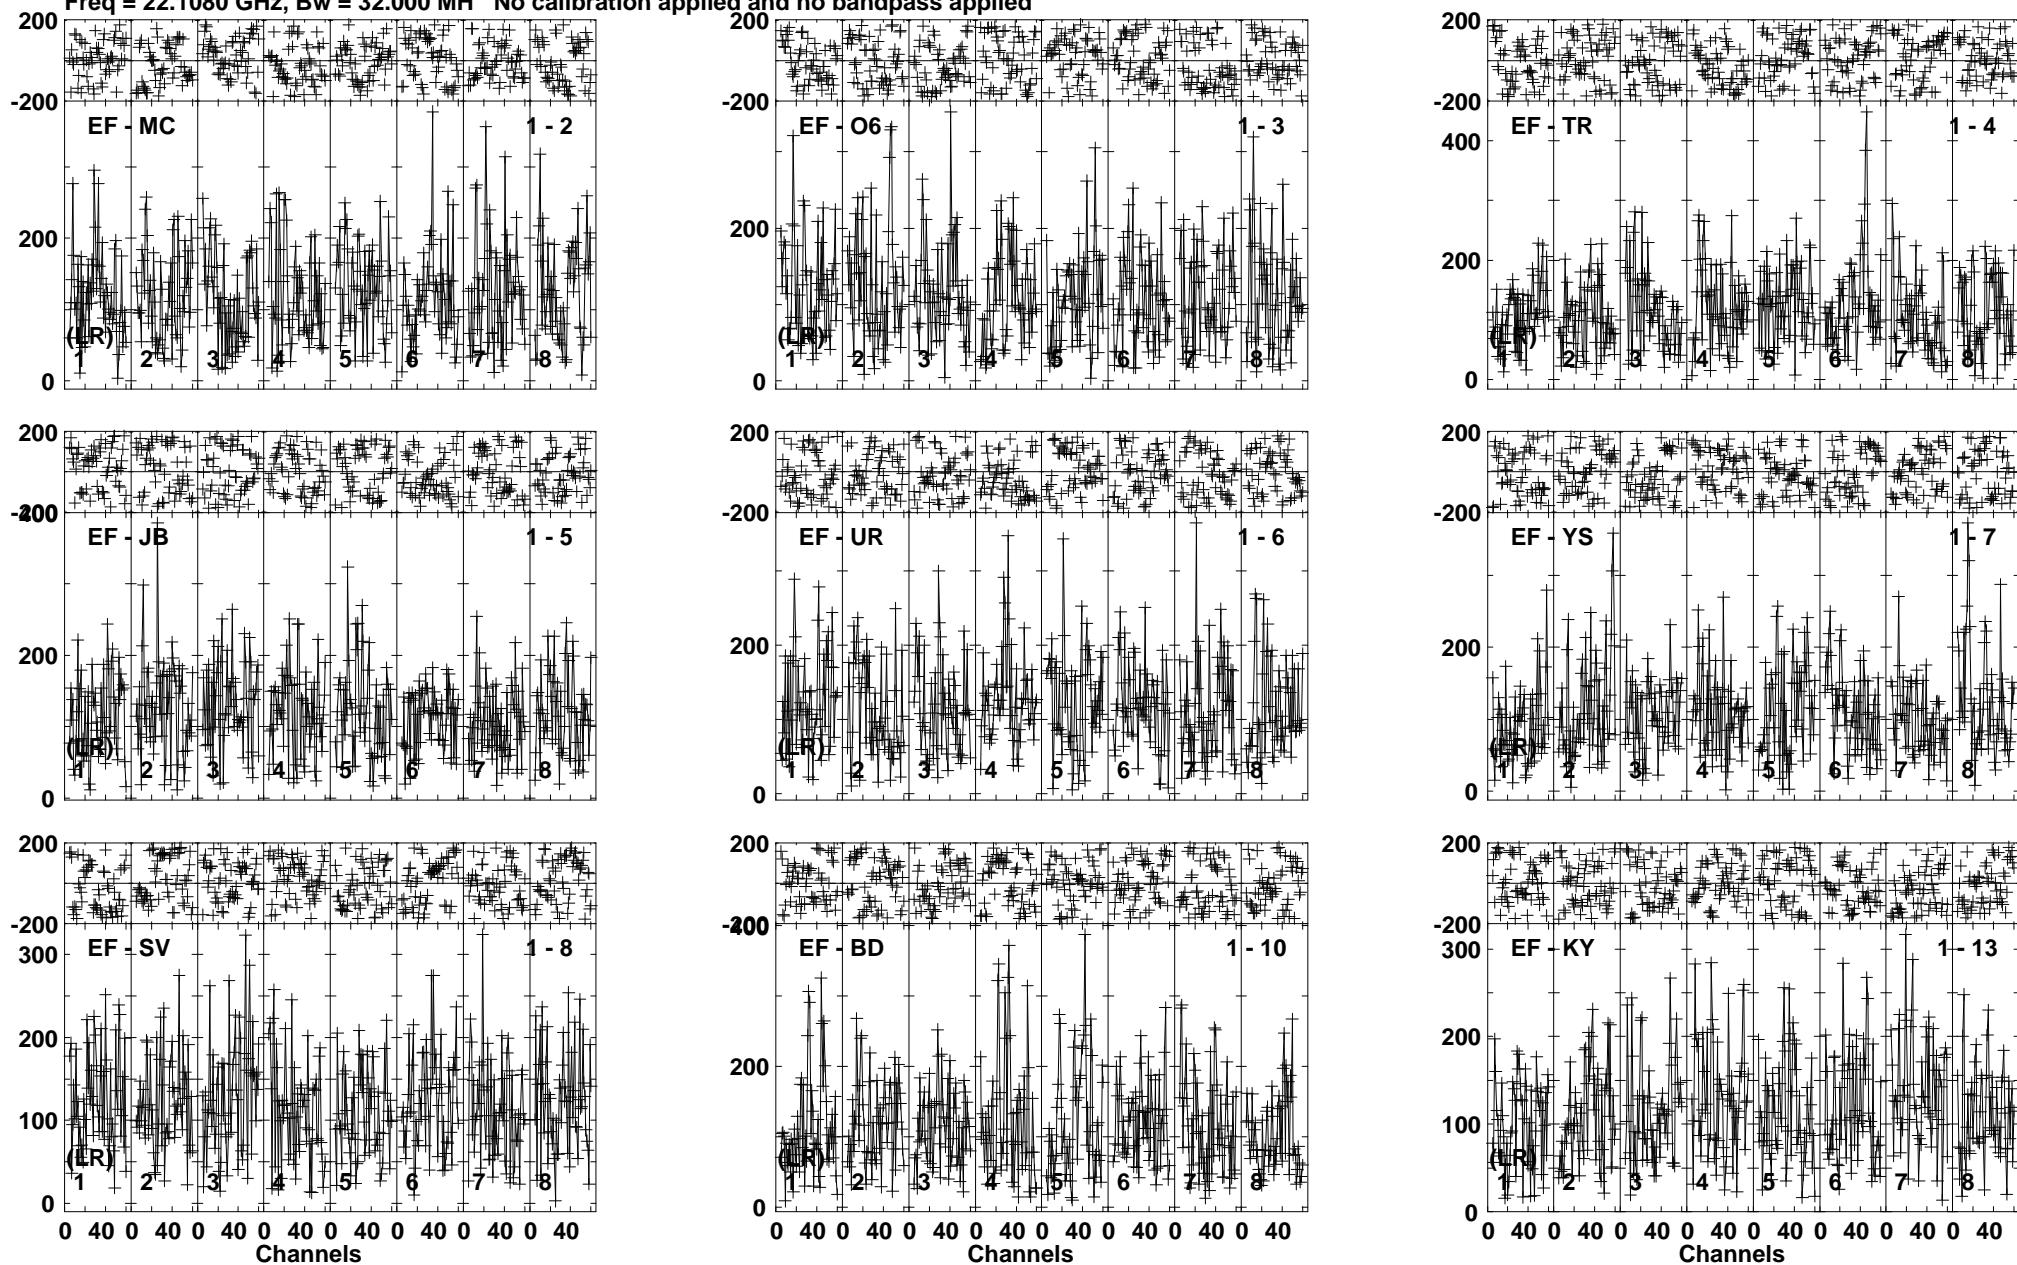 Freq = 22.1080 GHz, Bw = 32.000 MH No calibration applied and no bandpass applied
200 200 200
-200 -200 -200
EF - MC 1 - 2 EF - O6 1 - 3 EF - TR 1 - 4
400
200 200 200
(LR) (LR) (LR)
1 2 3 4 5 6 7 8 1 2 3 4 5 6 7 8 1 2 3 4 5 6 7 8
0 0 0
200 200 200
-200 400 -200 -200
EF - JB 1 - 5 EF - UR 1 - 6 EF - YS 1 - 7
200 200 200
(LR) (LR) (LR)
1 2 3 4 5 6 7 8 1 2 3 4 5 6 7 8 1 2 3 4 5 6 7 8
0 0 0
200 200 200
-200 -200 400 -200
EF - SV 1 - 8 EF - BD 1 - 10 EF - KY 1 - 13
300 300
200 200 200
100 100
(LR) (LR) (LR)
1 2 3 4 5 6 7 8 1 2 3 4 5 6 7 8 1 2 3 4 5 6 7 8
0 0 0
0 40 0 40 0 40 0 40 0 40 0 40 0 40 0 40 0 40 0 40 0 40 0 40 0 40 0 40 0 40 0 40 0 40 0 40 0 40 0 40 0 40 0 40 0 40 0 40
Channels Channels Channels